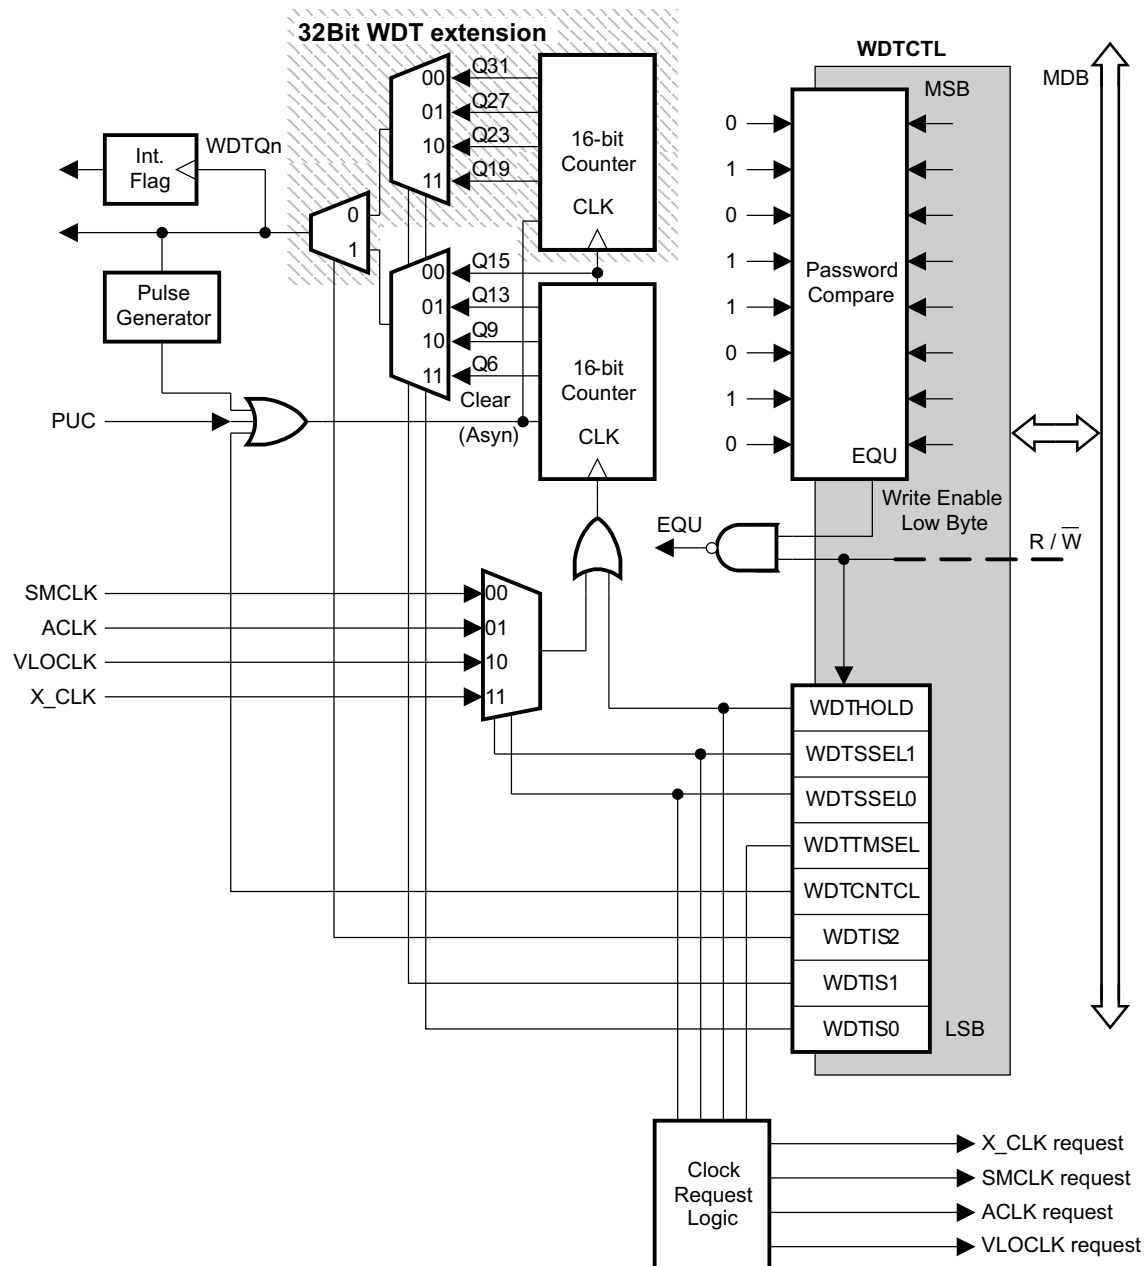 32Bit WDT extension
WDTCTL
MDB
MSB
00
Q31
01
Q27
10
Q23
11
Q19
16-bit
Counter
CLK
Int.
Flag
WDTQn
0
1
Pulse
Generator
00
Q15
01
Q13
10
Q9
11
Q6
16-bit
Counter
CLK
Clear
(Asyn)
PUC
0
1
0
1
1
0
1
0
Password
Compare
EQU
Write Enable
Low Byte
EQU
R / W
SMCLK
ACLK
VLOCLK
X_CLK
00
01
10
11
WDTHOLD
WDTSSEL1
WDTSSEL0
WDTTMSEL
WDTCNTCL
WDTIS2
WDTIS1
WDTIS0
LSB
Clock
Request
Logic
X_CLK request
SMCLK request
ACLK request
VLOCLK request